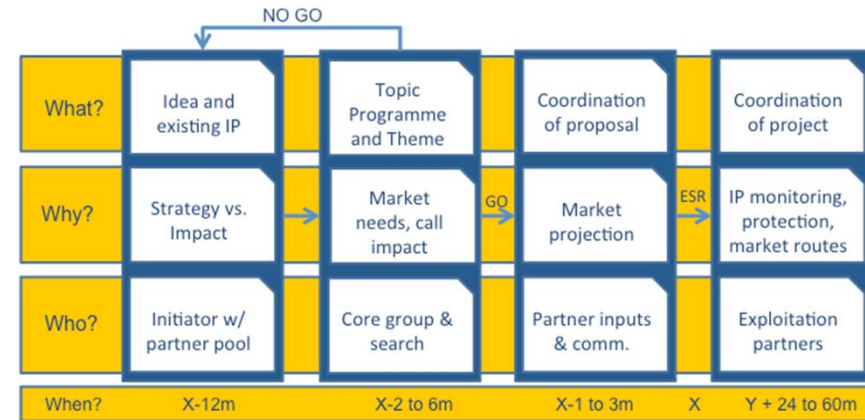 NO GO
What?
Idea and
existing IP
Topic
Programme
and Theme
Coordination
of proposal
Coordination
of project
Why?
Strategy vs.
Impact
Market
needs, call
impact
GO
Market
projection
ESR
IP monitoring,
protection,
market routes
Who?
Initiator w/
partner pool
Core group &
search
Partner inputs
& comm.
Exploitation
partners
When? X-12m X-2 to 6m X-1 to 3m X Y + 24 to 60m